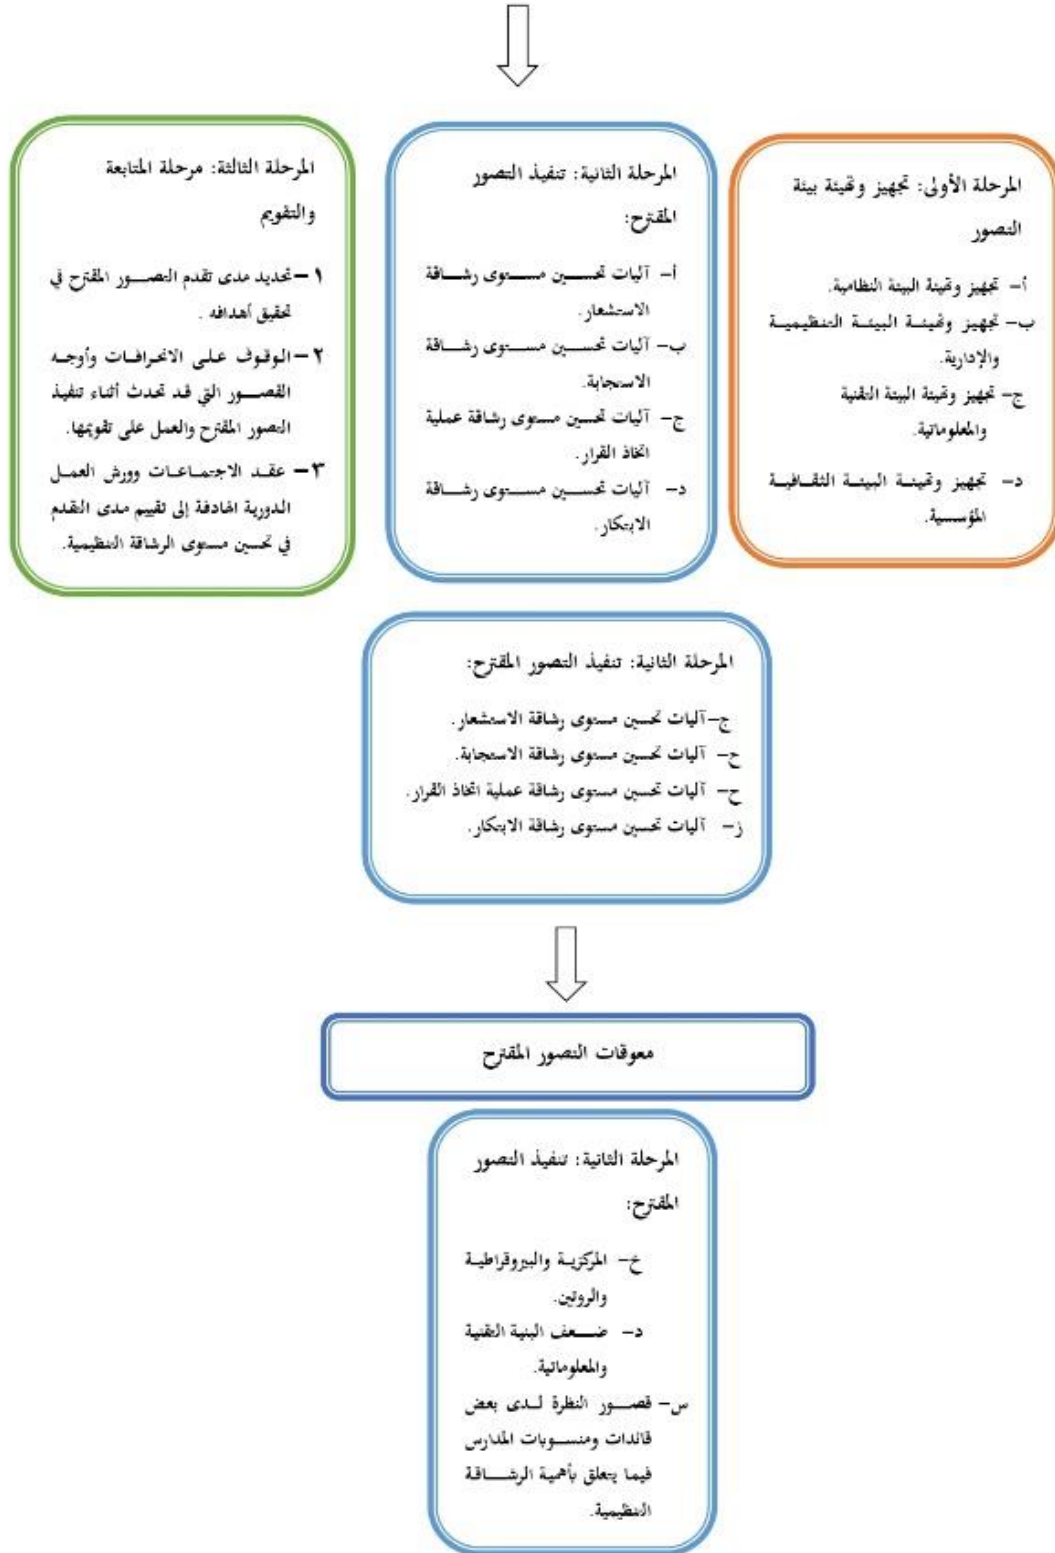 المرحلة الأولى: تجهيز وتهيئة بيئة
التصور
أ- تجهيز وتهيئة البيئة النظامية.
ب- تجهيز وتهيئة البيئة التنظيمية
والإدارية.
ج- تجهيز وتهيئة البيئة التقنية
والمعلوماتية.
د- تجهيز وتهيئة البيئة الثقافية
المؤسسية.
المرحلة الثانية: تنفيذ التصور
المقترح:
أ- آليات تحسين مستوى رشاقة
الاستشعار.
ب- آليات تحسين مستوى رشاقة
الاستجابة.
ج- آليات تحسين مستوى رشاقة عملية
اتخاذ القرار.
د- آليات تحسين مستوى رشاقة
الابتكار.
المرحلة الثالثة: مرحلة المتابعة
والتقويم
١- تحديد مدى تقدم التصور المقترح في
تحقيق أهدافه .
٢- الوقوف على الانحرافات وأوجه
القصور التي قد تحدث أثناء تنفيذ
التصور المقترح والعمل على تقويمها.
٣- عقد الاجتماعات وورش العمل
الدورية الهادفة إلى تقييم مدى التقدم
في تحسين مستوى الرشاقة التنظيمية.
المرحلة الثانية: تنفيذ التصور المقترح:
ج- آليات تحسين مستوى رشاقة الاستشعار.
ح- آليات تحسين مستوى رشاقة الاستجابة.
ح- آليات تحسين مستوى رشاقة عملية اتخاذ القرار.
ز- آليات تحسين مستوى رشاقة الابتكار.
معوقات التصور المقترح
المرحلة الثانية: تنفيذ التصور
المقترح:
خ- المركزية والبيروقراطية
والروتين.
د- ضعف البنية التقنية
والمعلوماتية.
س- قصور النظرة لدى بعض
قائدات ومنسوبات المدارس
فيما يتعلق بأهمية الرشاقة
التنظيمية.